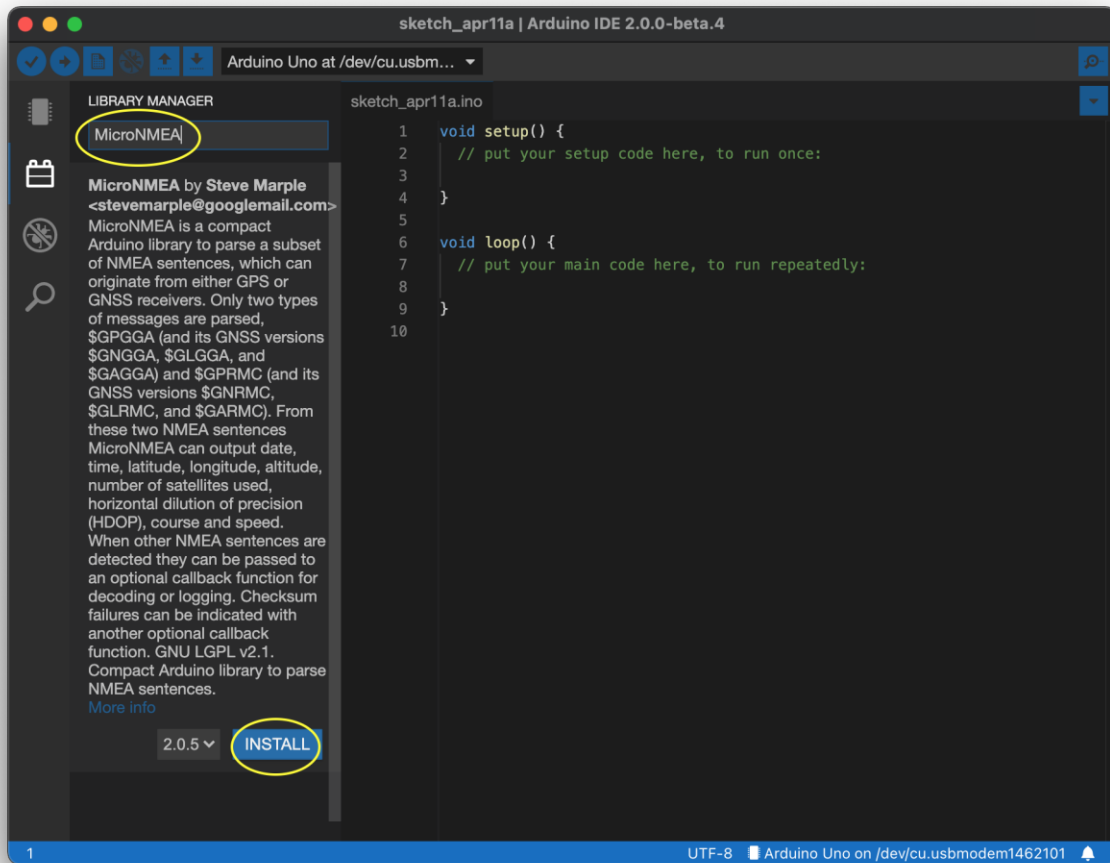 sketch_apr11a | Arduino IDE 2.0.0-beta.4
Arduino Uno at /dev/cu.usbm...
LIBRARY MANAGER
MicroNMEA
MicroNMEA by Steve Marple
<stevemarple@googlemail.com>
MicroNMEA is a compact
Arduino library to parse a subset
of NMEA sentences, which can
originate from either GPS or
GNSS receivers. Only two types
of messages are parsed,
$GPGGA (and its GNSS versions
$GNGGA, $GLGGA, and
$GAGGA) and $GPRMC (and its
GNSS versions $GNRMC,
$GLRMC, and $GARMC). From
these two NMEA sentences
MicroNMEA can output date,
time, latitude, longitude, altitude,
number of satellites used,
horizontal dilution of precision
(HDOP), course and speed.
When other NMEA sentences are
detected they can be passed to
an optional callback function for
decoding or logging. Checksum
failures can be indicated with
another optional callback
function. GNU LGPL v2.1.
Compact Arduino library to parse
NMEA sentences.
More info
2.0.5 INSTALL
sketch_apr11a.ino
1 void setup() {
2 // put your setup code here, to run once:
3
4 }
5
6 void loop() {
7 // put your main code here, to run repeatedly:
8
9 }
10
1 UTF-8 Arduino Uno on /dev/cu.usbmodem1462101